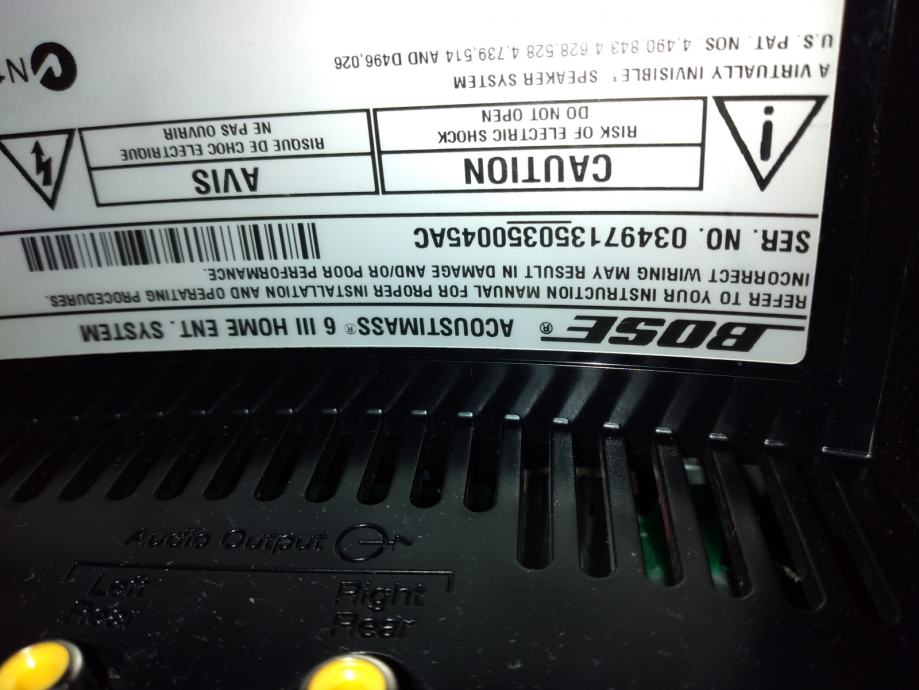 BOSE® ACOUSTIMASS® 6 III HOME ENT. SYSTEM
REFER TO YOUR INSTRUCTION MANUAL FOR PROPER INSTALLATION AND OPERATING PROCEDURES.
INCORRECT WIRING MAY RESULT IN DAMAGE AND/OR POOR PERFORMANCE.
SER. NO. 034971350350045AC
CAUTION
RISK OF ELECTRIC SHOCK
DO NOT OPEN
AVIS
RISQUE DE CHOC ELECTRIQUE
NE PAS OUVRIR
A VIRTUALLY INVISIBLE® SPEAKER SYSTEM
U.S. PAT. NOS 4,490,843 4,628,528 4,739,514 AND D496,026
Audio Output
Left Rear
Right Rear